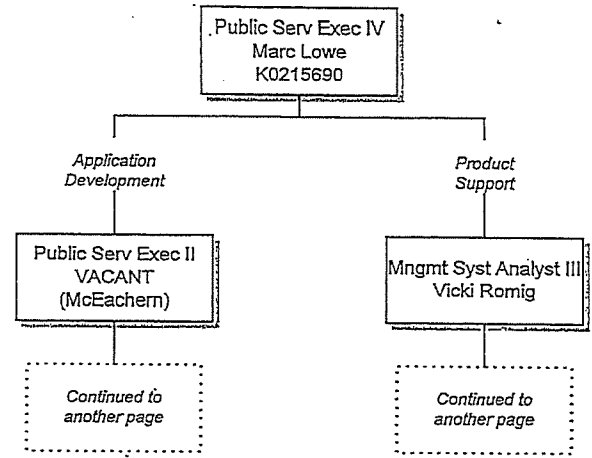 Public Serv Exec IV
Marc Lowe
K0215690
Application
Development
Product
Support
Public Serv Exec II
VACANT
(McEachern)
Mngmt Syst Analyst III
Vicki Romig
Continued to
another page
Continued to
another page